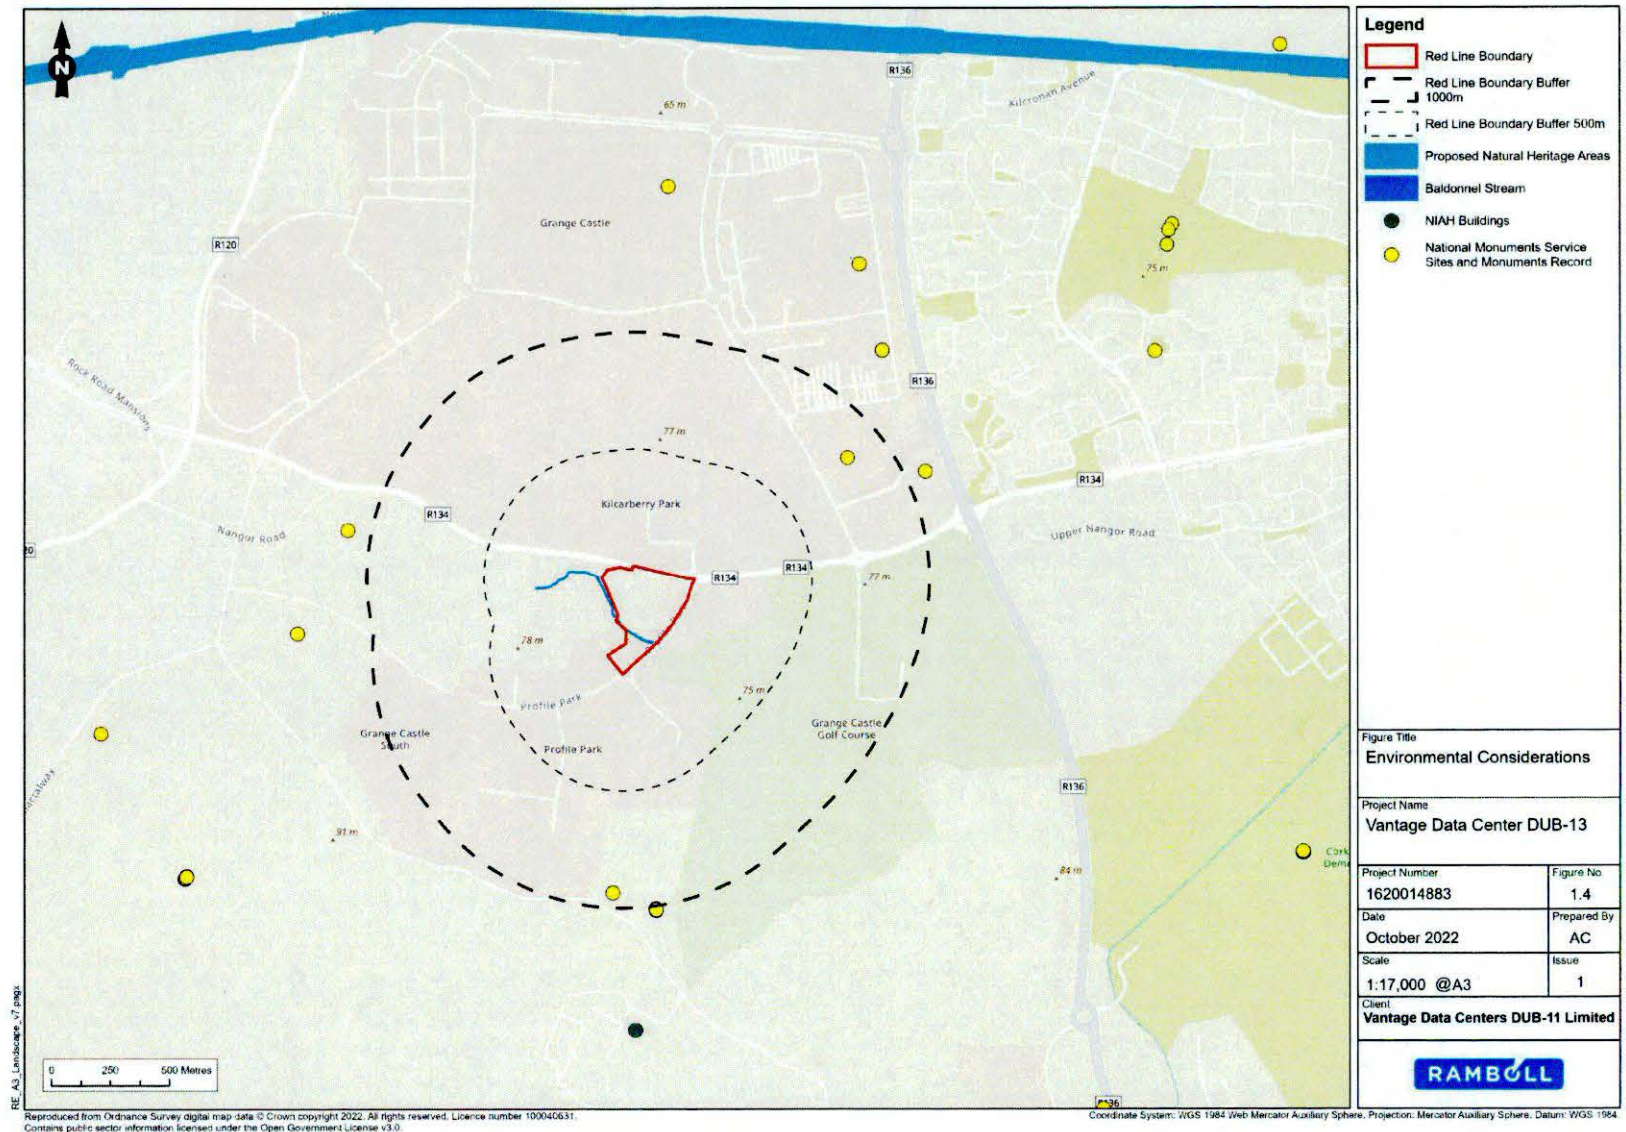 N
R136
Kilcronan Avenue
65 m
Grange Castle
R120
75 m
Rock Road Mansions
R136
77 m
Kilcarberry Park
R134
R134
Nangor Road
Upper Nangor Road
R134
R134
77 m
78 m
75 m
Profile Park
Grange Castle
South
Profile Park
Grange Castle
Golf Course
R136
91 m
84 m
0 250 500 Metres
Legend
Red Line Boundary
Red Line Boundary Buffer
1000m
Red Line Boundary Buffer 500m
Proposed Natural Heritage Areas
Baldonnel Stream
NIAH Buildings
National Monuments Service
Sites and Monuments Record
Figure Title
Environmental Considerations
Project Name
Vantage Data Center DUB-13
Project Number
1620014883
Figure No.
1.4
Date
October 2022
Prepared By
AC
Scale
1:17,000 @A3
Issue
1
Client
Vantage Data Centers DUB-11 Limited
RAMBOLL
RE_A3_Landscape_v7.pagx
Reproduced from Ordnance Survey digital map data © Crown copyright 2022. All rights reserved. Licence number 100040631.
Contains public sector information licensed under the Open Government License v3.0.
Coordinate System: WGS 1984 Web Mercator Auxiliary Sphere. Projection: Mercator Auxiliary Sphere. Datum: WGS 1984